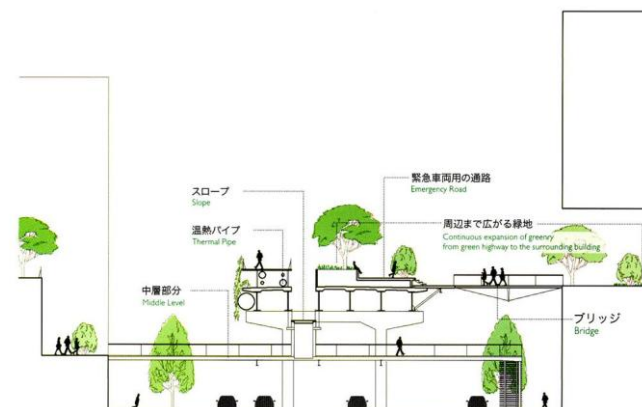 緊急車両用の通路
Emergency Road
スロープ
Slope
周辺まで広がる緑地
Continuous expansion of greenry
from green highway to the surrounding building
温熱パイプ
Thermal Pipe
中層部分
Middle Level
ブリッジ
Bridge